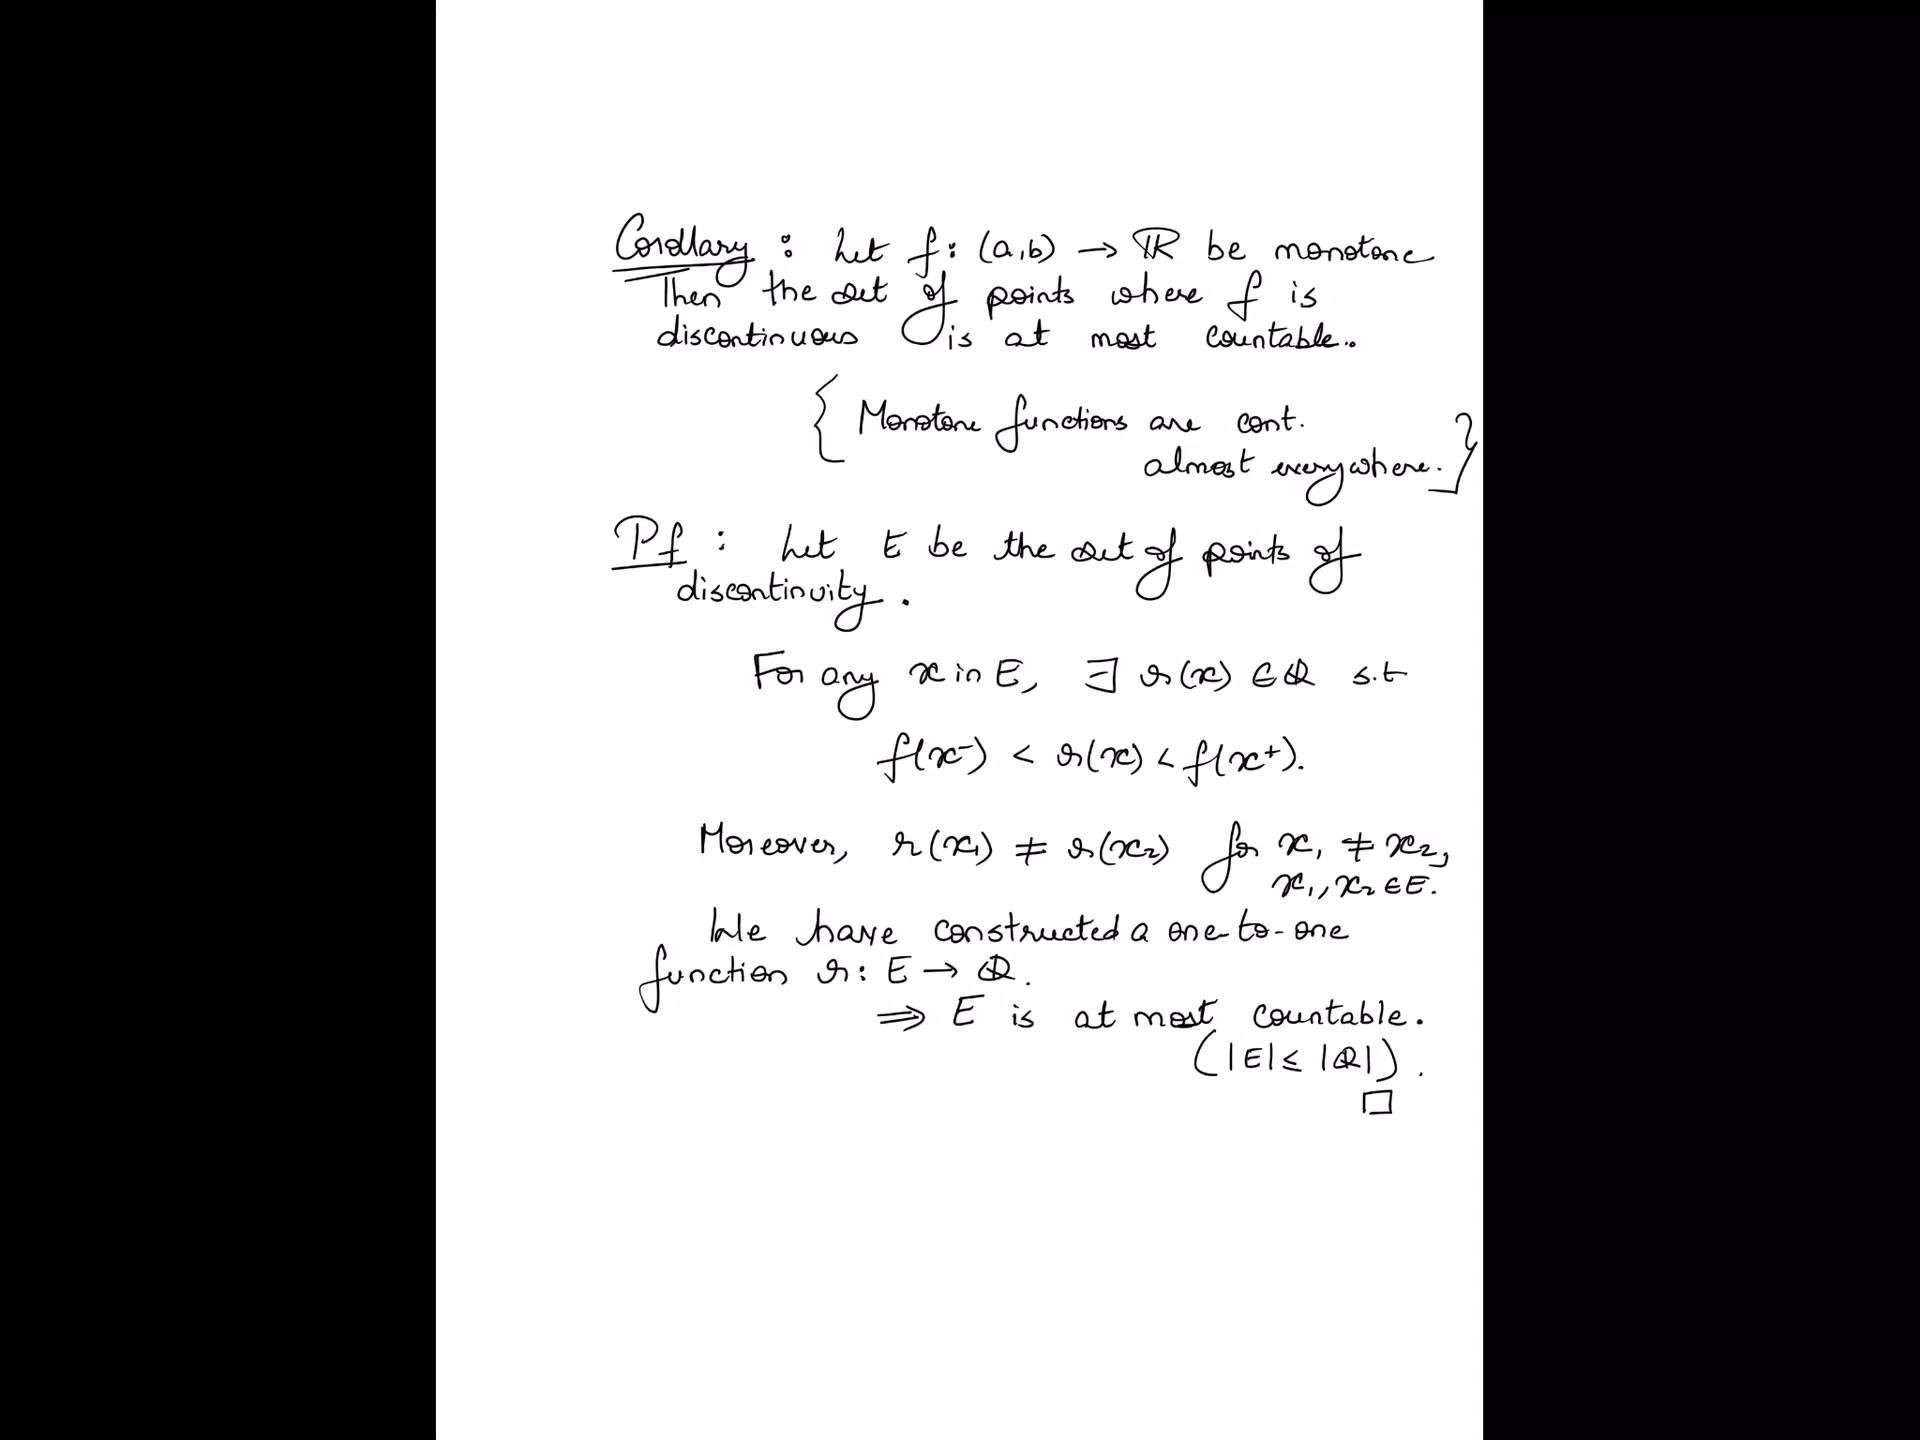 Corollary : Let f : (a,b) → ℝ be monotone
Then the set of points where f is
discontinuous is at most countable.
{ Monotone functions are cont.
almost everywhere. }
Pf : Let E be the set of points of
discontinuity.
For any x in E, ∃ r(x) ∈ ℚ s.t
f(x⁻) < r(x) < f(x⁺).
Moreover, r(x₁) ≠ r(x₂) for x₁ ≠ x₂,
x₁, x₂ ∈ E.
We have constructed a one-to-one
function r : E → ℚ.
⇒ E is at most countable.
(|E| ≤ |ℚ|).
□